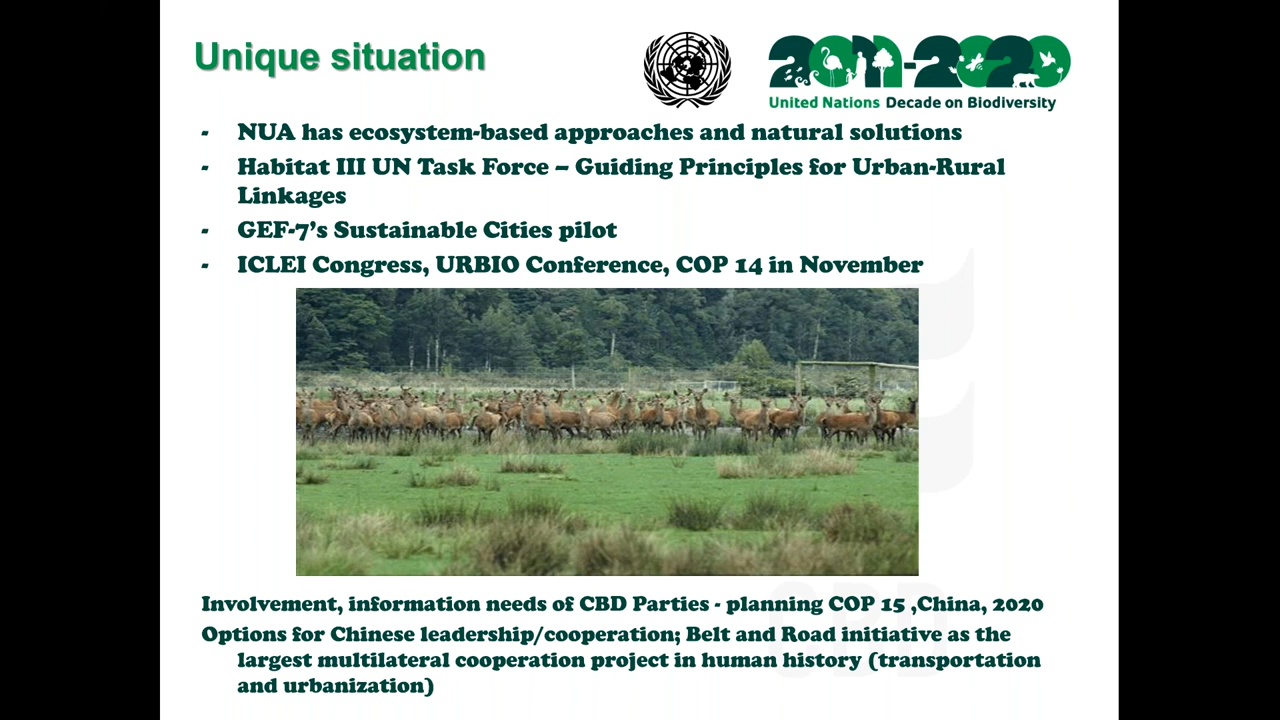 Unique situation
2011-2020
United Nations Decade on Biodiversity
- NUA has ecosystem-based approaches and natural solutions
- Habitat III UN Task Force – Guiding Principles for Urban-Rural
Linkages
- GEF-7’s Sustainable Cities pilot
- ICLEI Congress, URBIO Conference, COP 14 in November
Involvement, information needs of CBD Parties - planning COP 15 ,China, 2020
Options for Chinese leadership/cooperation; Belt and Road initiative as the
largest multilateral cooperation project in human history (transportation
and urbanization)
CBD